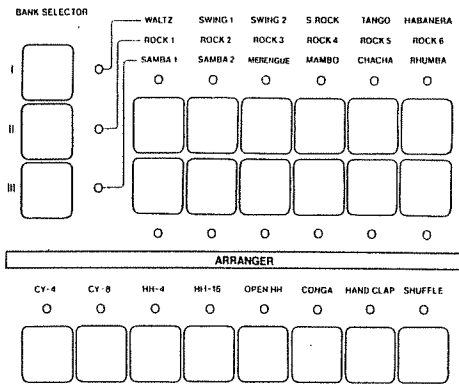 BANK SELECTOR
WALTZ SWING 1 SWING 2 S.ROCK TANGO HABANERA
I ROCK 1 ROCK 2 ROCK 3 ROCK 4 ROCK 5 ROCK 6
SAMBA 1 SAMBA 2 MERENGUE MAMBO CHACHA RHUMBA
II
III
ARRANGER
CY-4 CY-8 HH-4 HH-16 OPEN HH CONGA HAND CLAP SHUFFLE